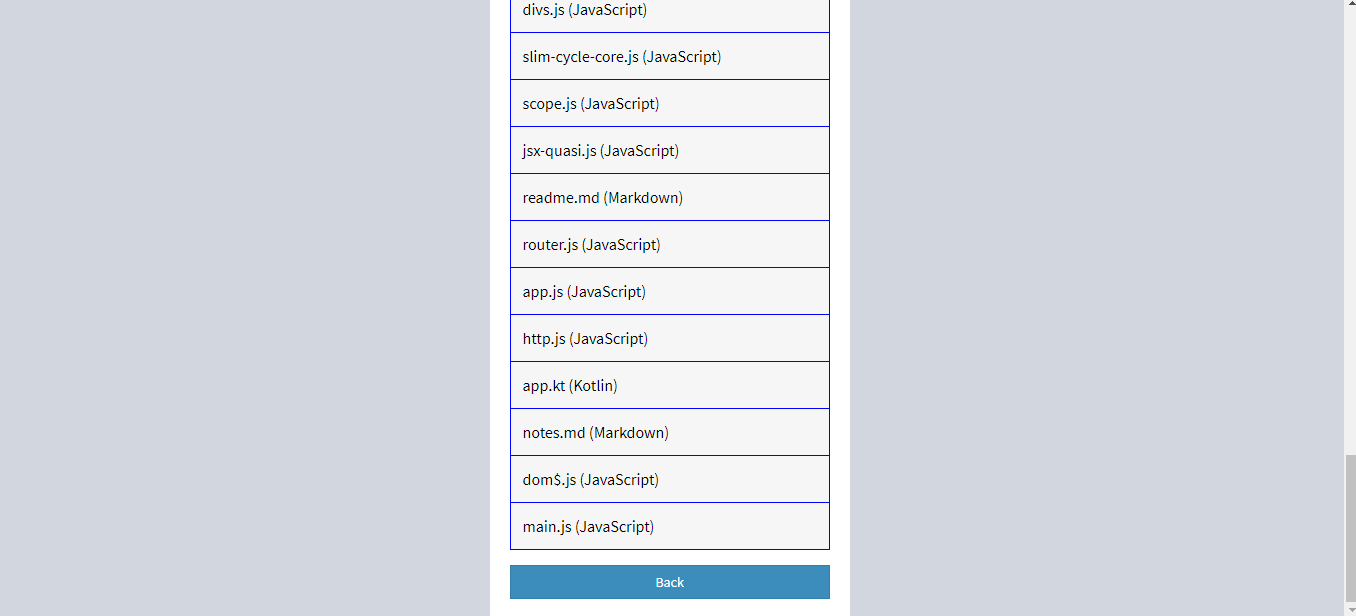 divs.js (JavaScript)
slim-cycle-core.js (JavaScript)
scope.js (JavaScript)
jsx-quasi.js (JavaScript)
readme.md (Markdown)
router.js (JavaScript)
app.js (JavaScript)
http.js (JavaScript)
app.kt (Kotlin)
notes.md (Markdown)
dom$.js (JavaScript)
main.js (JavaScript)
Back